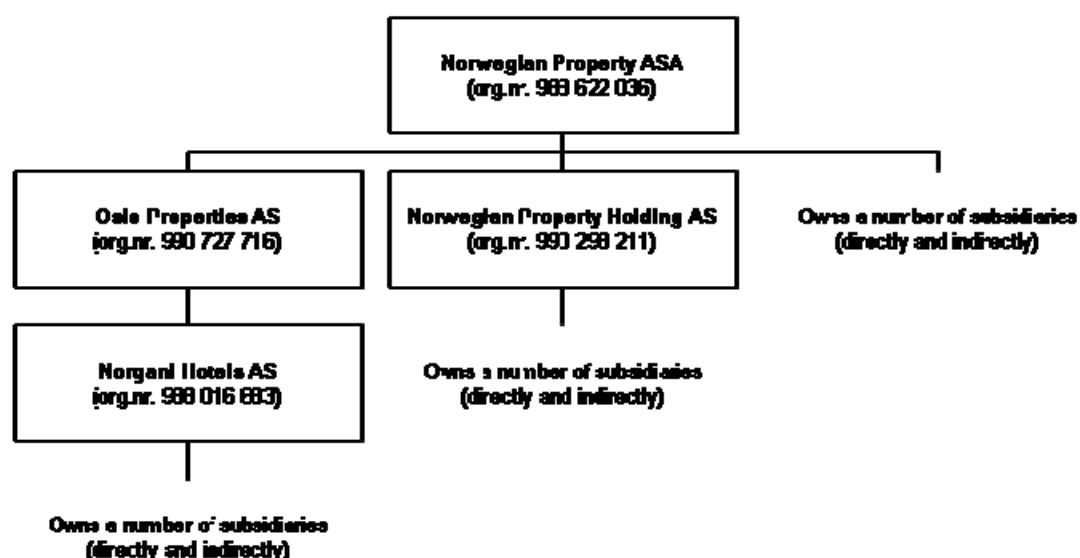 Norwegian Property ASA
(org.nr. 988 622 036)
Oslo Properties AS
(org.nr. 990 727 716)
Norwegian Property Holding AS
(org.nr. 990 298 211)
Owns a number of subsidiaries
(directly and indirectly)
Norgani Hotels AS
(org.nr. 988 016
Owns a number of subsidiaries
(directly and indirectly)
Owns a number of subsidiaries
(directly and indirectly)